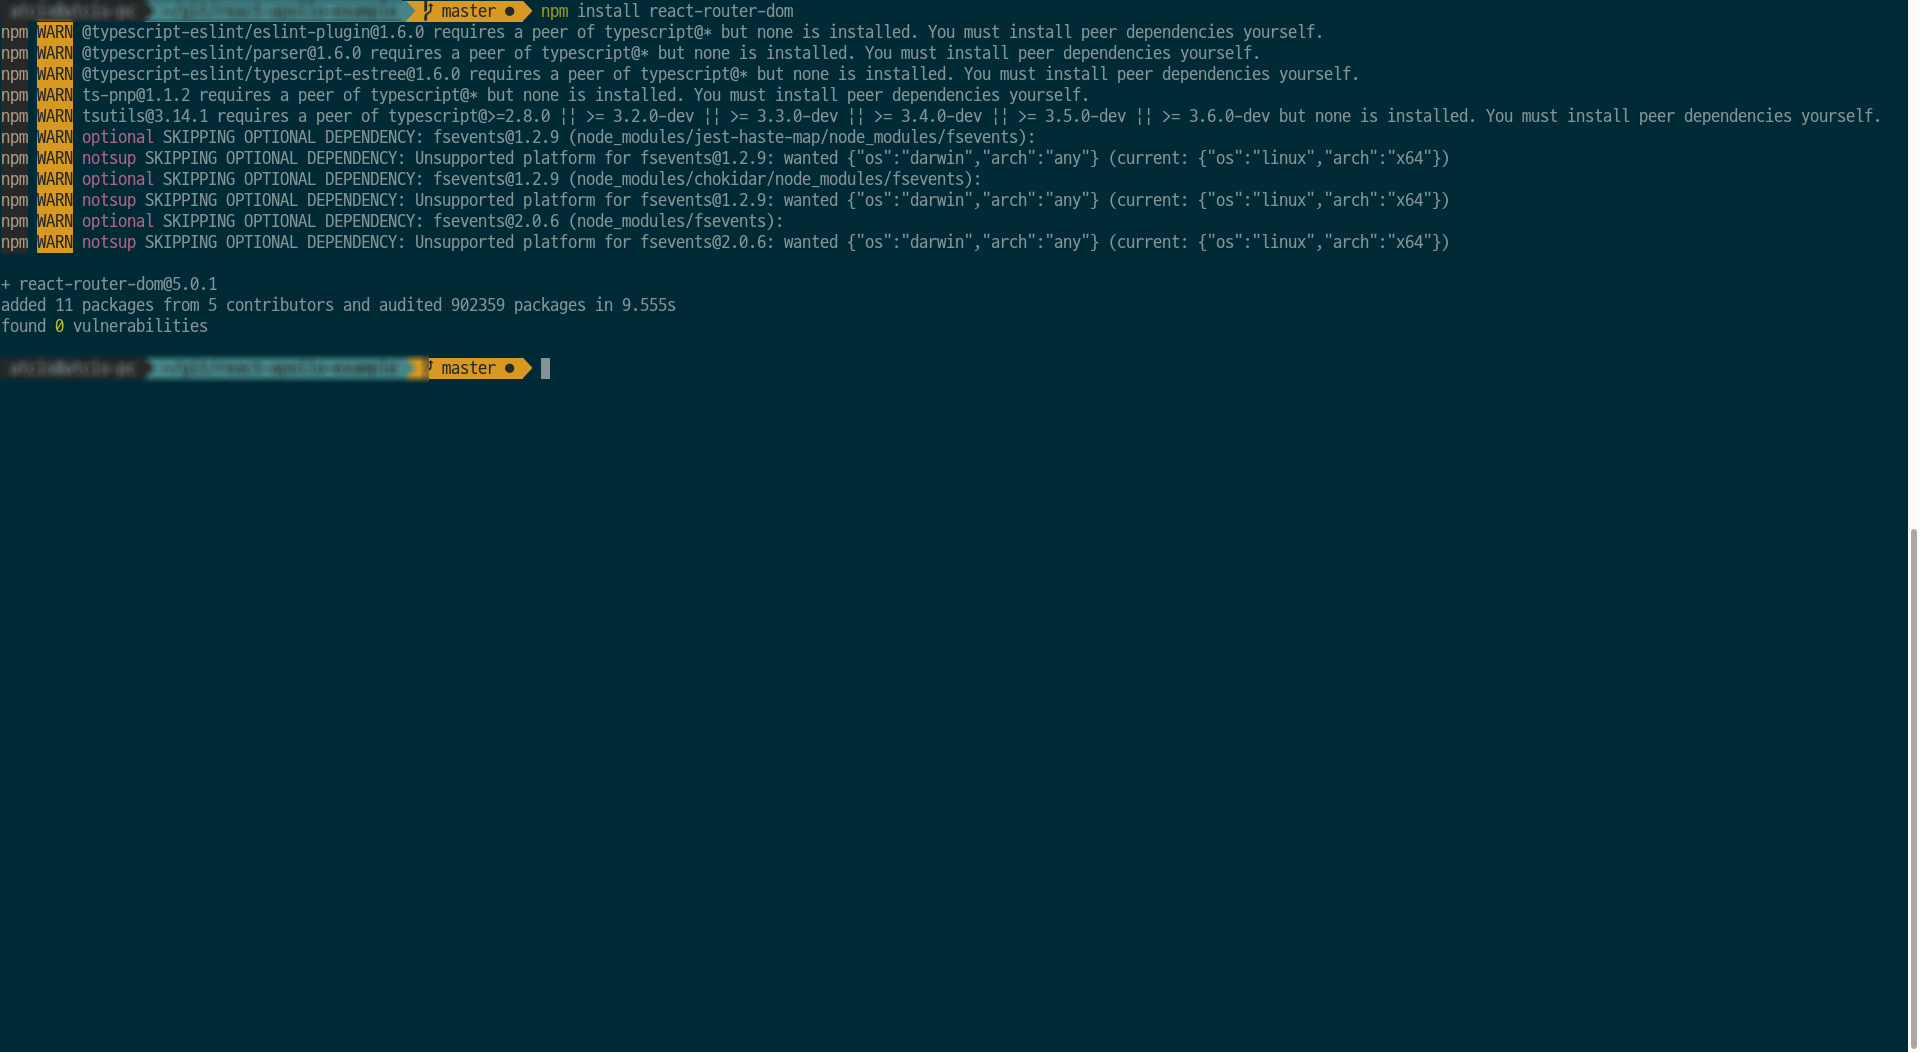 master ● npm install react-router-dom
npm WARN @typescript-eslint/eslint-plugin@1.6.0 requires a peer of typescript@* but none is installed. You must install peer dependencies yourself.
npm WARN @typescript-eslint/parser@1.6.0 requires a peer of typescript@* but none is installed. You must install peer dependencies yourself.
npm WARN @typescript-eslint/typescript-estree@1.6.0 requires a peer of typescript@* but none is installed. You must install peer dependencies yourself.
npm WARN ts-pnp@1.1.2 requires a peer of typescript@* but none is installed. You must install peer dependencies yourself.
npm WARN tsutils@3.14.1 requires a peer of typescript@>=2.8.0 || >= 3.2.0-dev || >= 3.3.0-dev || >= 3.4.0-dev || >= 3.5.0-dev || >= 3.6.0-dev but none is installed. You must install peer dependencies yourself.
npm WARN optional SKIPPING OPTIONAL DEPENDENCY: fsevents@1.2.9 (node_modules/jest-haste-map/node_modules/fsevents):
npm WARN notsup SKIPPING OPTIONAL DEPENDENCY: Unsupported platform for fsevents@1.2.9: wanted {"os":"darwin","arch":"any"} (current: {"os":"linux","arch":"x64"})
npm WARN optional SKIPPING OPTIONAL DEPENDENCY: fsevents@1.2.9 (node_modules/chokidar/node_modules/fsevents):
npm WARN notsup SKIPPING OPTIONAL DEPENDENCY: Unsupported platform for fsevents@1.2.9: wanted {"os":"darwin","arch":"any"} (current: {"os":"linux","arch":"x64"})
npm WARN optional SKIPPING OPTIONAL DEPENDENCY: fsevents@2.0.6 (node_modules/fsevents):
npm WARN notsup SKIPPING OPTIONAL DEPENDENCY: Unsupported platform for fsevents@2.0.6: wanted {"os":"darwin","arch":"any"} (current: {"os":"linux","arch":"x64"})
+ react-router-dom@5.0.1
added 11 packages from 5 contributors and audited 902359 packages in 9.555s
found 0 vulnerabilities
master ●